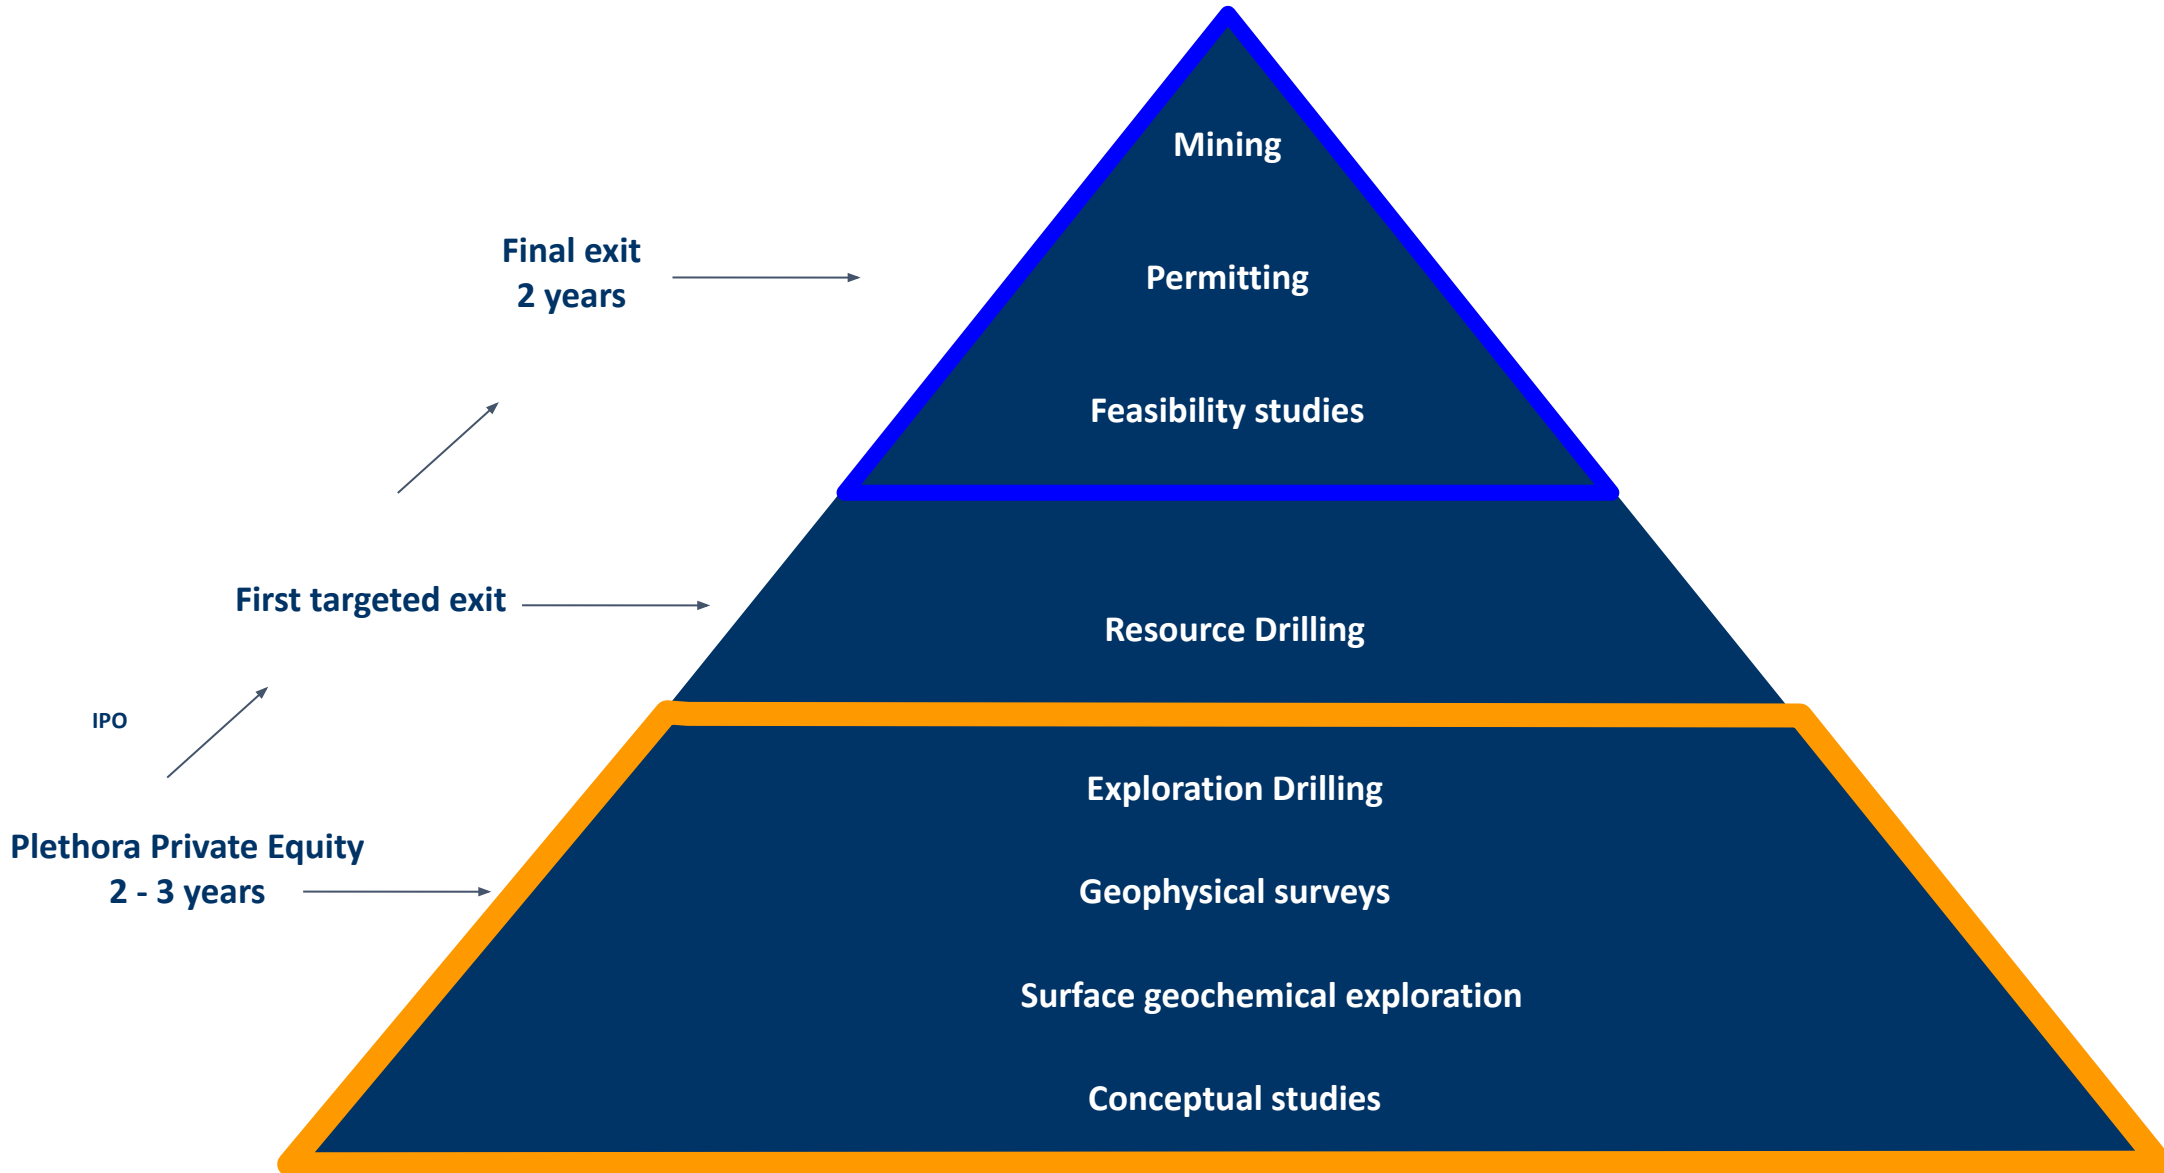 Mining
Final exit
2 years
Permitting
Feasibility studies
First targeted exit
Resource Drilling
IPO
Exploration Drilling
Plethora Private Equity
2 - 3 years
Geophysical surveys
Surface geochemical exploration
Conceptual studies